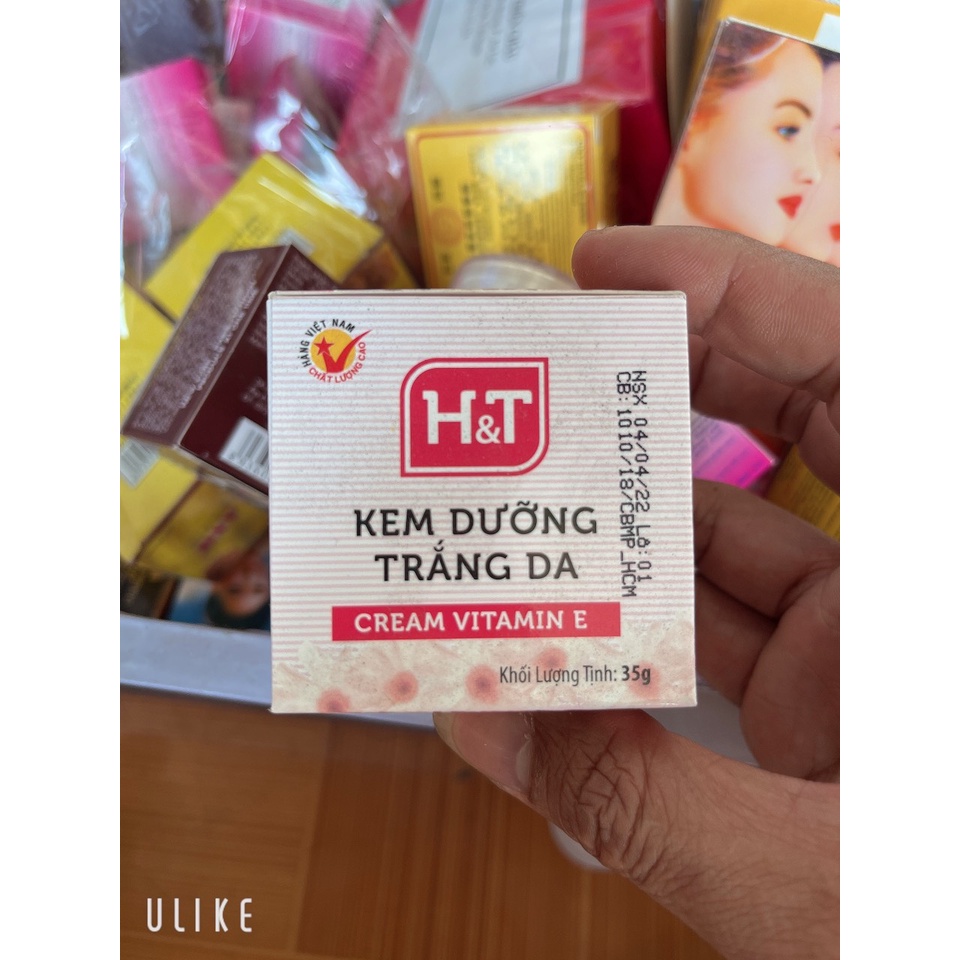 HÀNG VIỆT NAM
CHẤT LƯỢNG CAO
H&T
KEM DƯỠNG
TRẮNG DA
CREAM VITAMIN E
Khối Lượng Tịnh: 35g
NSX 04/04/22 LÔ:01
CB: 1010/18/CBMP_HCM
ULIKE